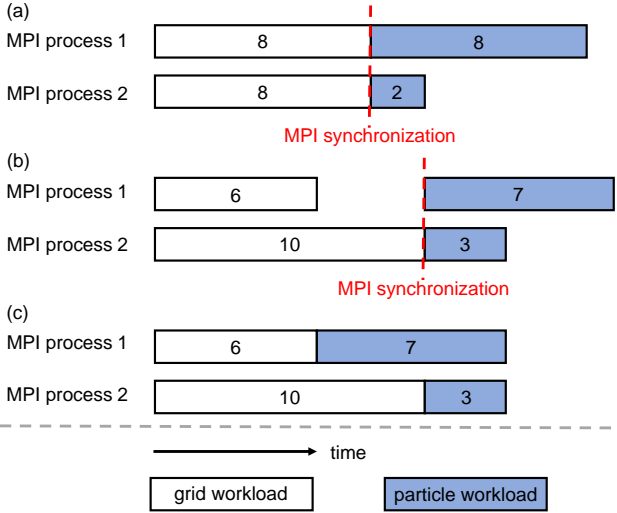 (a)
MPI process 1 8 8
MPI process 2 8 2
MPI synchronization
(b)
MPI process 1 6 7
MPI process 2 10 3
MPI synchronization
(c)
MPI process 1 6 7
MPI process 2 10 3
time
grid workload particle workload